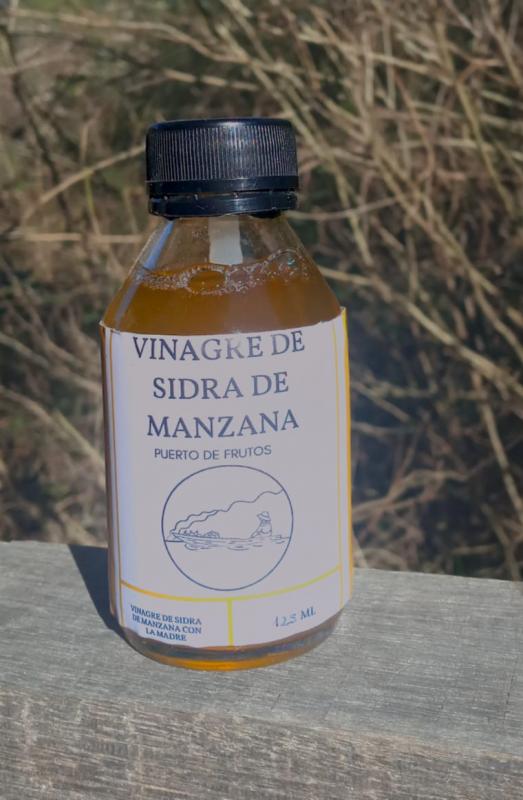 VINAGRE DE
SIDRA DE
MANZANA
PUERTO DE FRUTOS
VINAGRE DE SIDRA
DE MANZANA CON
LA MADRE
125 ML